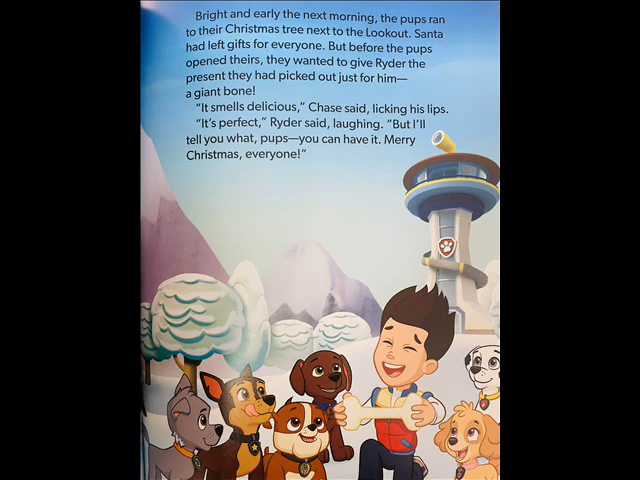 Bright and early the next morning, the pups ran
to their Christmas tree next to the Lookout. Santa
had left gifts for everyone. But before the pups
opened theirs, they wanted to give Ryder the
present they had picked out just for him—
a giant bone!
“It smells delicious,” Chase said, licking his lips.
“It’s perfect,” Ryder said, laughing. “But I’ll
tell you what, pups—you can have it. Merry
Christmas, everyone!”